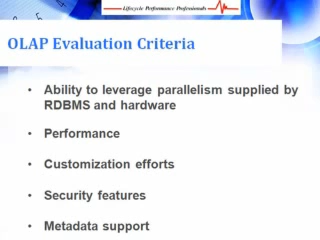 Lifecycle Performance Professionals
OLAP Evaluation Criteria
• Ability to leverage parallelism supplied by
RDBMS and hardware
• Performance
• Customization efforts
• Security features
• Metadata support